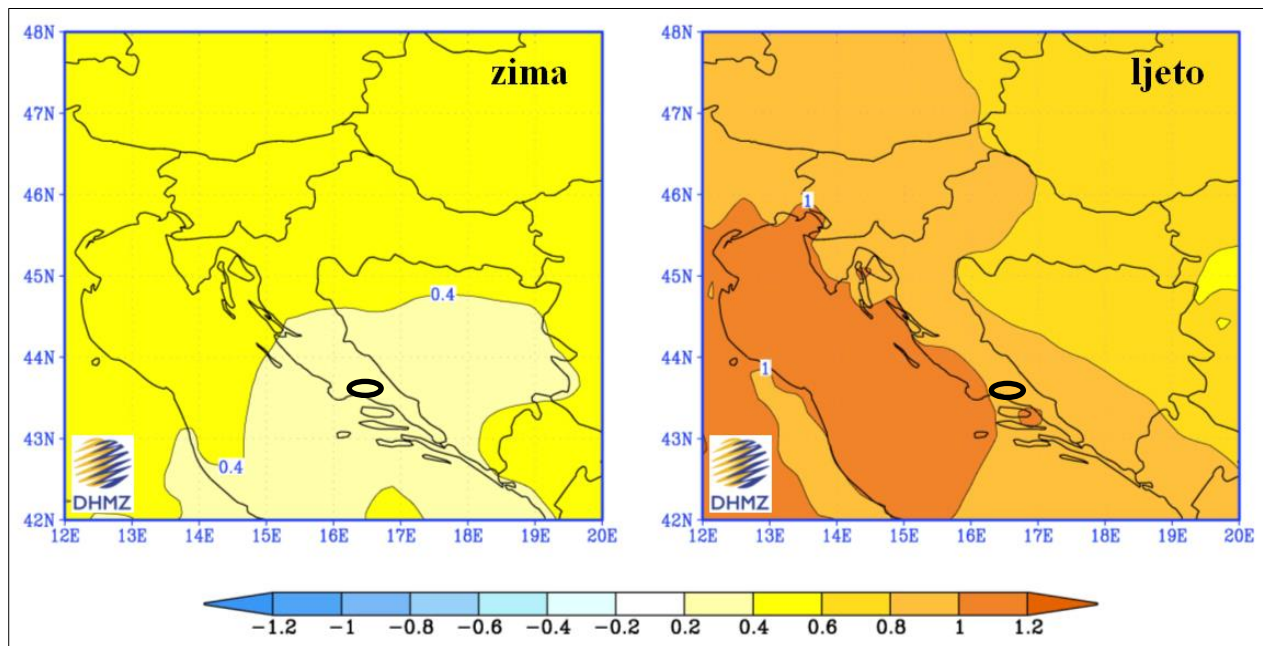 zima
ljeto
48N
47N
46N
45N
44N
43N
42N
12E 13E 14E 15E 16E 17E 18E 19E 20E
0.4
0.4
DHMZ
48N
47N
46N
45N
44N
43N
42N
12E 13E 14E 15E 16E 17E 18E 19E 20E
1
1
DHMZ
-1.2 -1 -0.8 -0.6 -0.4 -0.2 0.2 0.4 0.6 0.8 1 1.2